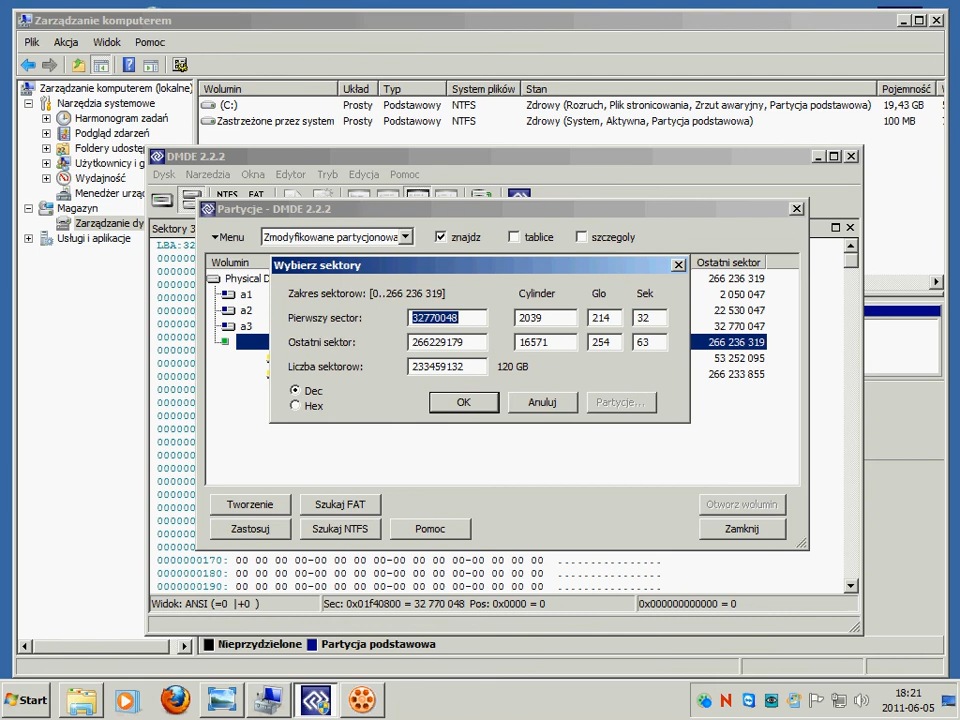 Zarządzanie komputerem
Plik Akcja Widok Pomoc
Zarządzanie komputerem (lokalne)
Narzędzia systemowe
Harmonogram zadań
Podgląd zdarzeń
Foldery udostę
Użytkownicy i g
Wydajność
Menedżer urząd
Magazyn
Zarządzanie dy
Usługi i aplikacje
Wolumin Układ Typ System plików Stan Pojemność
(C:) Prosty Podstawowy NTFS Zdrowy (Rozruch, Plik stronicowania, Zrzut awaryjny, Partycja podstawowa) 19,43 GB
Zastrzeżone przez system Prosty Podstawowy NTFS Zdrowy (System, Aktywna, Partycja podstawowa) 100 MB
DMDE 2.2.2
Dysk Narzedzia Okna Edytor Tryb Edycja Pomoc
NTFS FAT
Sektory 3
LBA:32
Partycje - DMDE 2.2.2
Menu Zmodyfikowane partycjonowa znajdz tablice szczegoly
Wolumin Ostatni sektor
Physical D 266 236 319
a1 2 050 047
a2 22 530 047
a3 32 770 047
266 236 319
53 252 095
266 233 855
Wybierz sektory
Zakres sektorow: [0..266 236 319] Cylinder Glo Sek
Pierwszy sector: 32770048 2039 214 32
Ostatni sektor: 266229179 16571 254 63
Liczba sektorow: 233459132 120 GB
Dec
Hex
OK Anuluj Partycje...
Tworzenie Szukaj FAT Otworz wolumin
Zastosuj Szukaj NTFS Pomoc Zamknij
0000000170: 00 00 00 00-00 00 00 00-00 00 00 00-00 00 00 00 ................
0000000180: 00 00 00 00-00 00 00 00-00 00 00 00-00 00 00 00 ................
0000000190: 00 00 00 00-00 00 00 00-00 00 00 00-00 00 00 00 ................
Widok: ANSI (=0 |+0 ) Sec: 0x01f40800 = 32 770 048 Pos: 0x0000 = 0 0x000000000000 = 0
Nieprzydzielone Partycja podstawowa
Start
18:21
2011-06-05